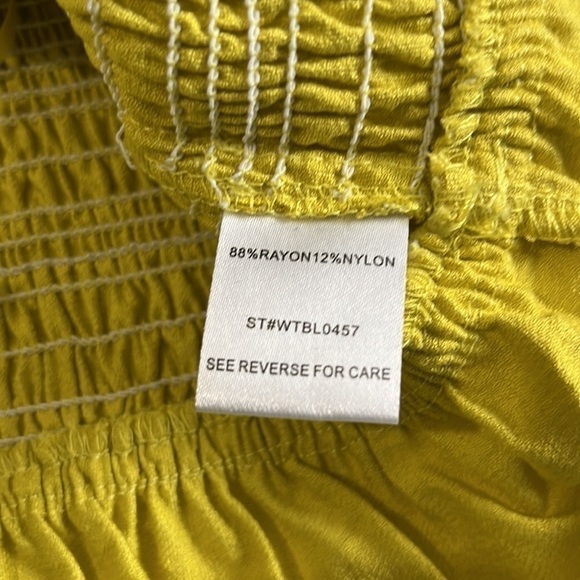 88%RAYON12%NYLON
ST#WTBL0457
SEE REVERSE FOR CARE